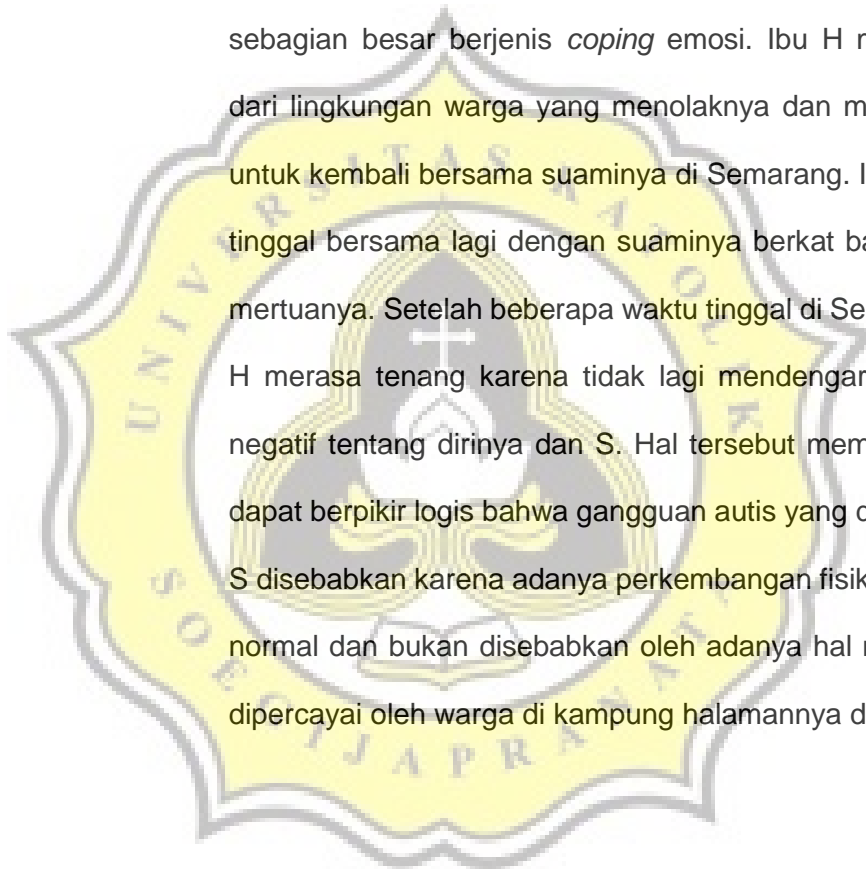 sebagian besar berjenis coping emosi. Ibu H
dari lingkungan warga yang menolaknya dan
untuk kembali bersama suaminya di Semarang.
tinggal bersama lagi dengan suaminya berkat
mertuanya. Setelah beberapa waktu tinggal di
H merasa tenang karena tidak lagi mendengar
negatif tentang dirinya dan S. Hal tersebut
dapat berpikir logis bahwa gangguan autis yang
S disebabkan karena adanya perkembangan fisik
normal dan bukan disebabkan oleh adanya hal
dipercayai oleh warga di kampung halamannya
UNIVERSITAS KATOLIK
SOEGIJAPRANATA